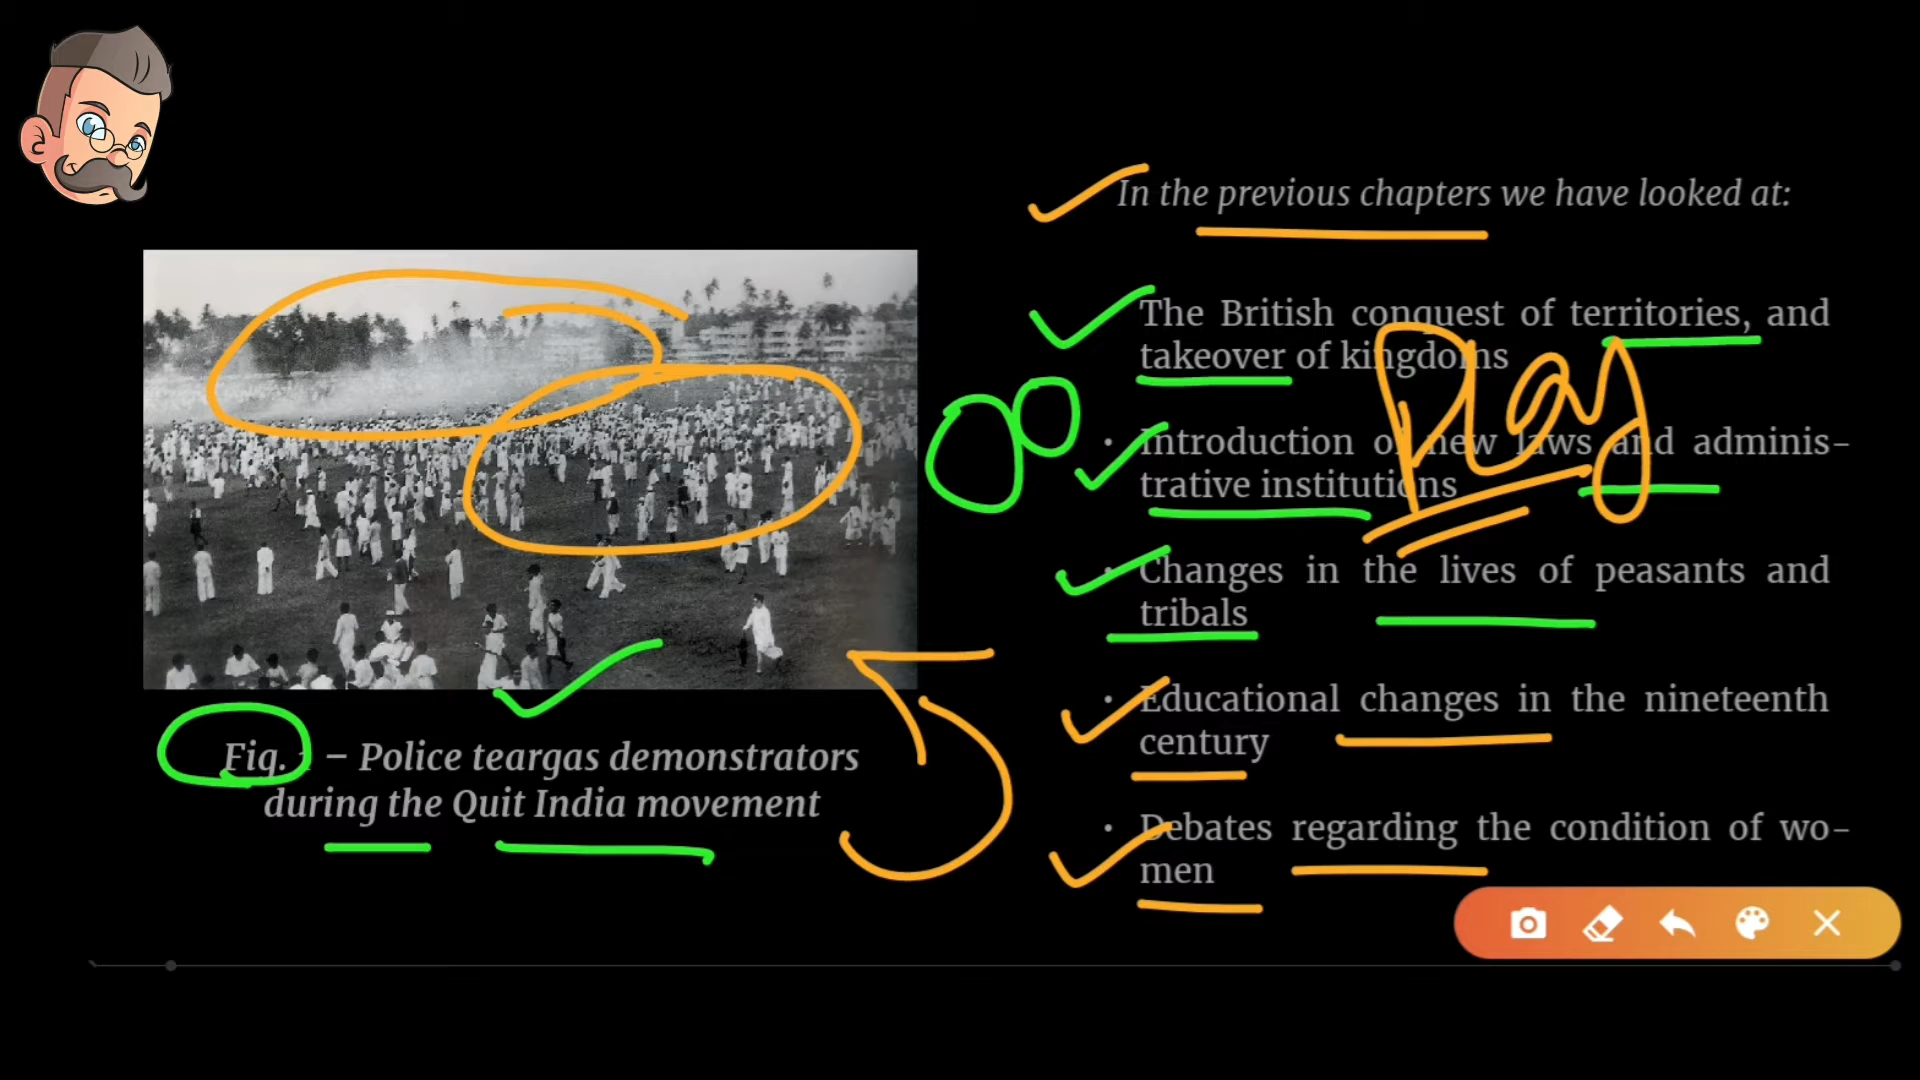 In the previous chapters we have looked at:
The British conquest of territories, and
takeover of kingdoms
• Introduction of new laws and adminis-
trative institutions
• Changes in the lives of peasants and
tribals
• Educational changes in the nineteenth
century
• Debates regarding the condition of wo-
men
Play
Fig. 1 – Police teargas demonstrators
during the Quit India movement